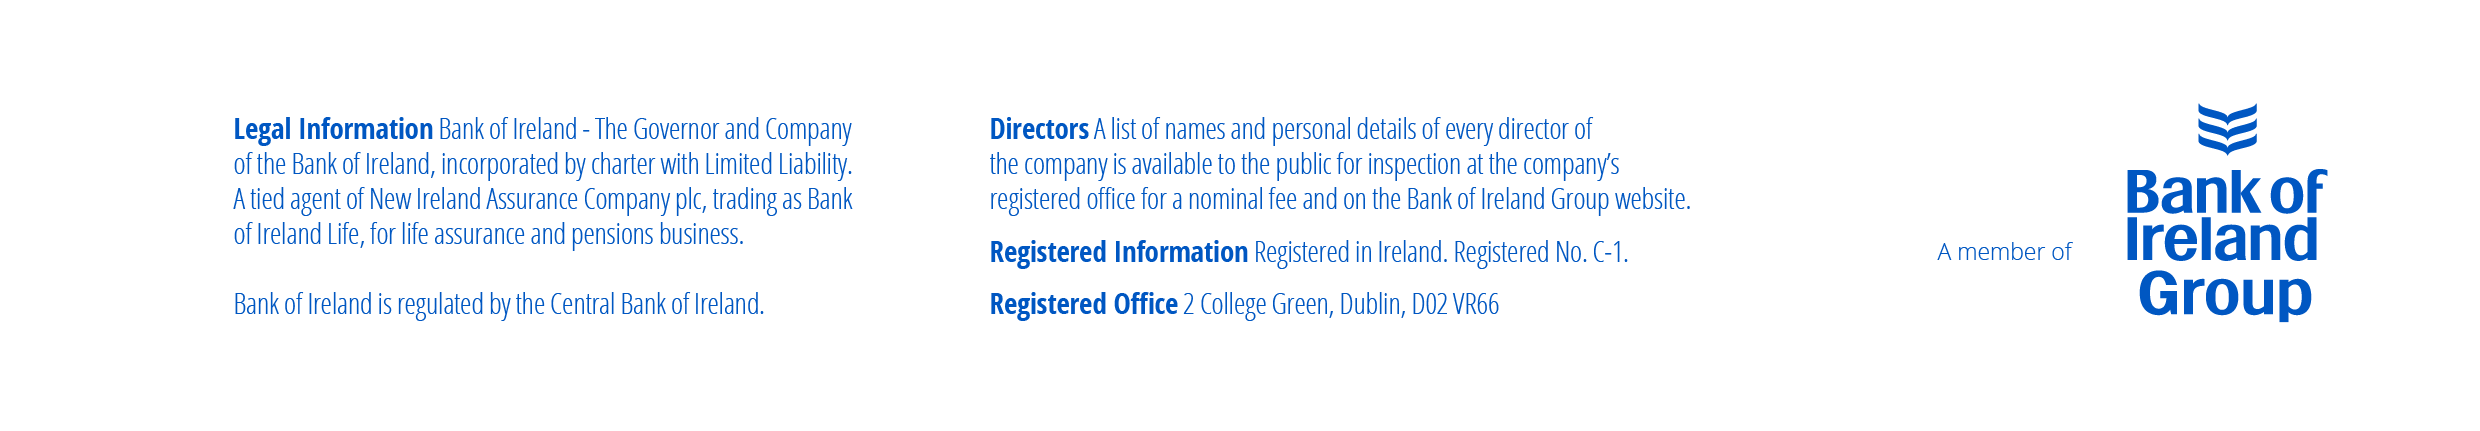 Legal Information Bank of Ireland - The Governor and Company
of the Bank of Ireland, incorporated by charter with Limited Liability.
A tied agent of New Ireland Assurance Company plc, trading as Bank
of Ireland Life, for life assurance and pensions business.
Bank of Ireland is regulated by the Central Bank of Ireland.
Directors A list of names and personal details of every director of
the company is available to the public for inspection at the company’s
registered office for a nominal fee and on the Bank of Ireland Group website.
Registered Information Registered in Ireland. Registered No. C-1.
Registered Office 2 College Green, Dublin, D02 VR66
A member of
Bank of
Ireland
Group